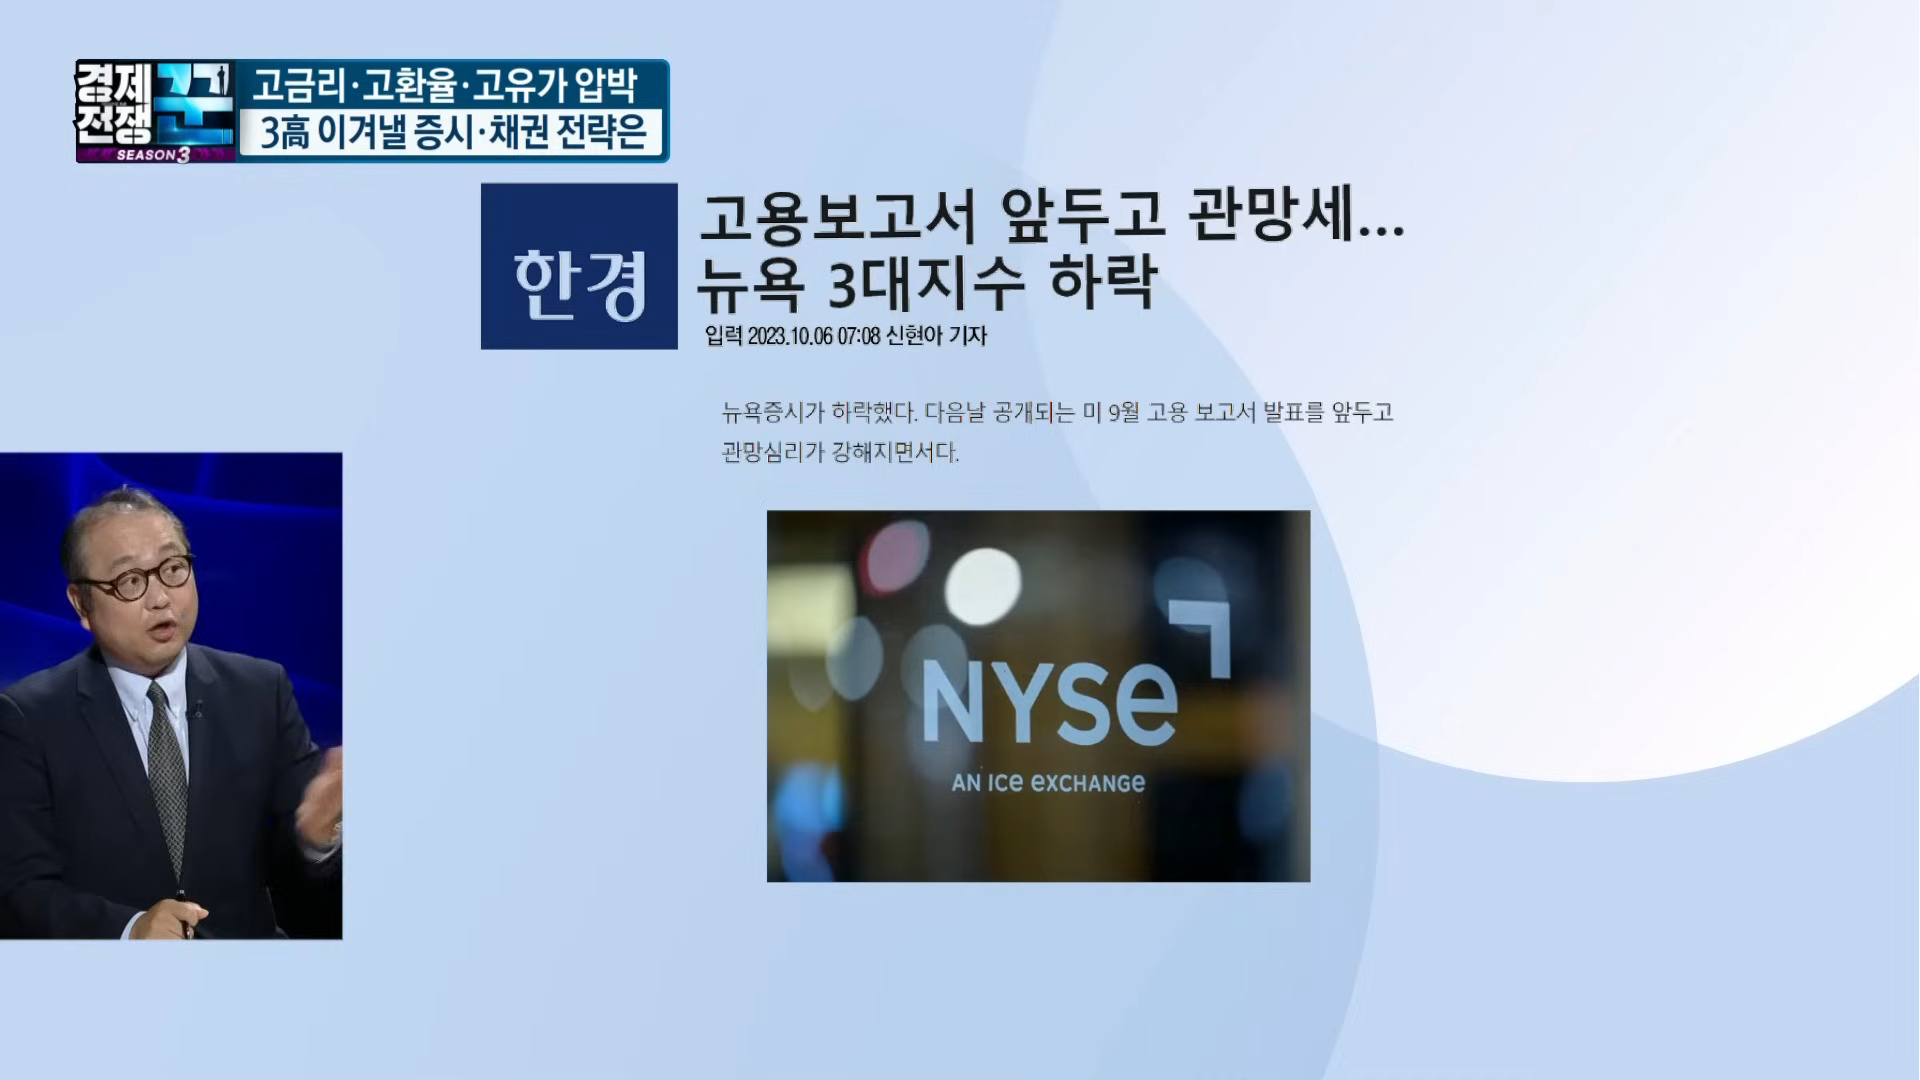 경제
전쟁
꾼
SEASON3
고금리·고환율·고유가 압박
3高 이겨낼 증시·채권 전략은
한경
고용보고서 앞두고 관망세...
뉴욕 3대지수 하락
입력 2023.10.06 07:08 신현아 기자
뉴욕증시가 하락했다. 다음날 공개되는 미 9월 고용 보고서 발표를 앞두고
관망심리가 강해지면서다.
NYSe
AN ICe exCHANGe